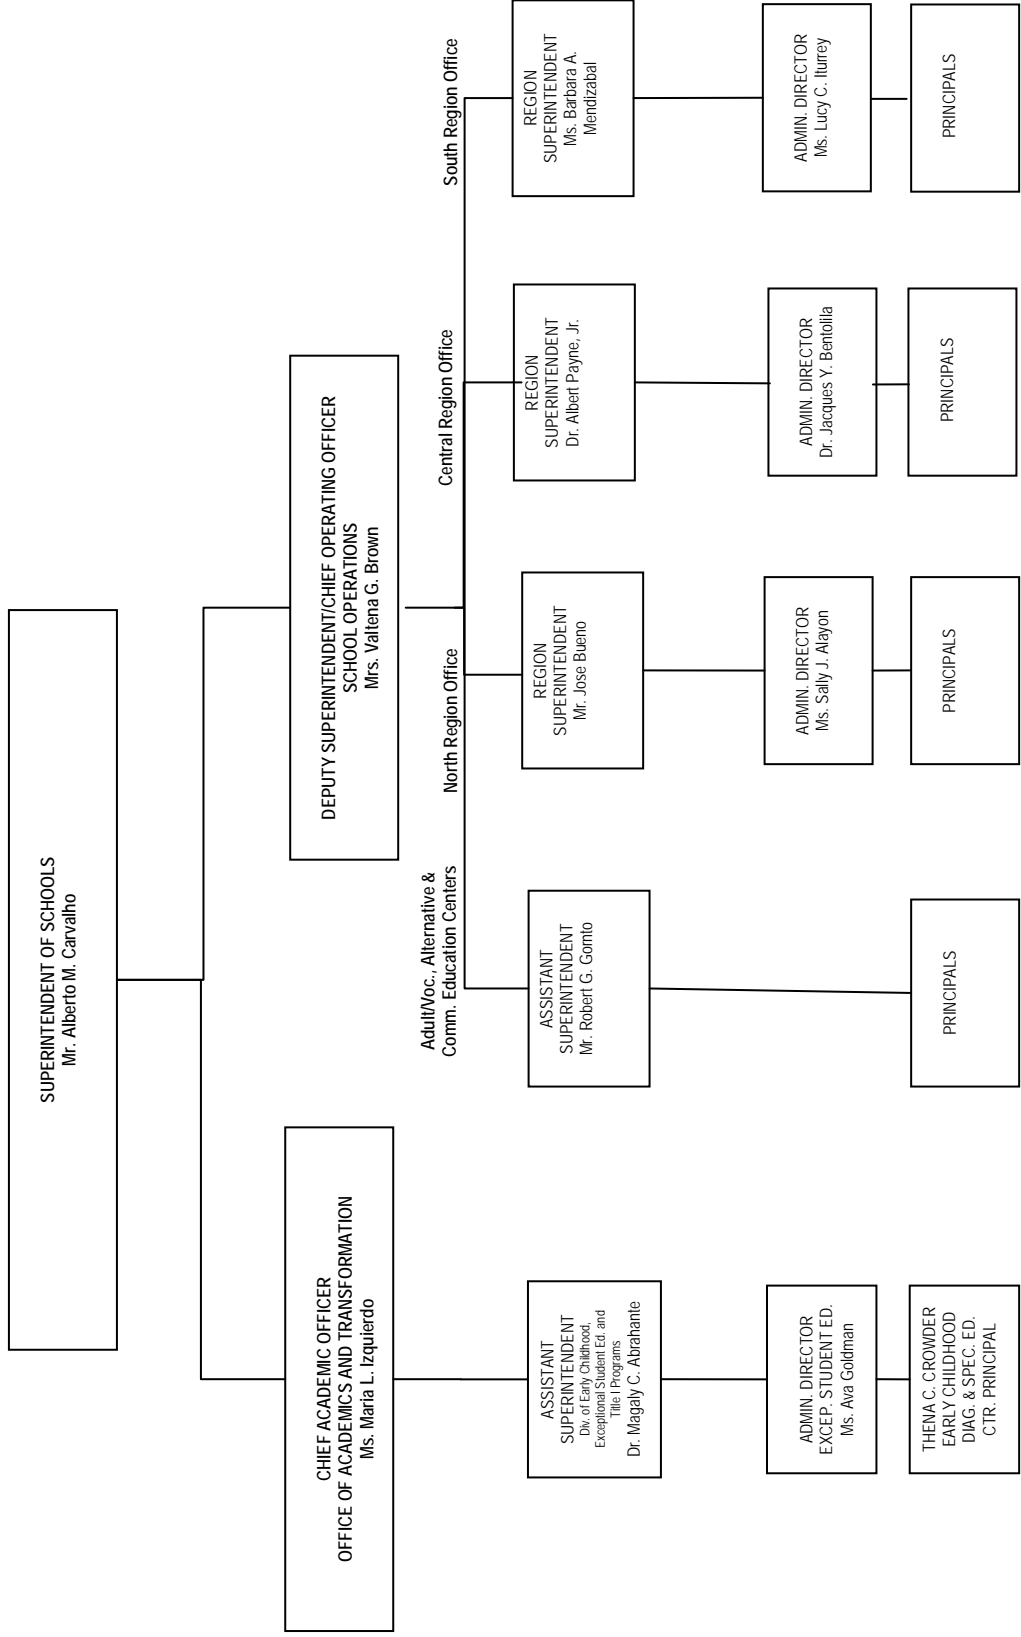 SUPERINTENDENT OF SCHOOLS
Mr. Alberto M. Carvalho
CHIEF ACADEMIC OFFICER
OFFICE OF ACADEMICS AND TRANSFORMATION
Ms. Maria L. Izquierdo
DEPUTY SUPERINTENDENT/CHIEF OPERATING OFFICER
SCHOOL OPERATIONS
Mrs. Valtena G. Brown
Adult/Voc., Alternative &
Comm. Education Centers
North Region Office
Central Region Office
South Region Office
ASSISTANT
SUPERINTENDENT
Div. of Early Childhood,
Exceptional Student Ed. and
Title I Programs
Dr. Magaly C. Abrahante
ASSISTANT
SUPERINTENDENT
Mr. Robert G. Gornto
REGION
SUPERINTENDENT
Mr. Jose Bueno
REGION
SUPERINTENDENT
Dr. Albert Payne, Jr.
REGION
SUPERINTENDENT
Ms. Barbara A.
Mendizabal
ADMIN. DIRECTOR
EXCEP. STUDENT ED.
Ms. Ava Goldman
ADMIN. DIRECTOR
Ms. Sally J. Alayon
ADMIN. DIRECTOR
Dr. Jacques Y. Bentolila
ADMIN. DIRECTOR
Ms. Lucy C. Iturrey
THENA C. CROWDER
EARLY CHILDHOOD
DIAG. & SPEC. ED.
CTR. PRINCIPAL
PRINCIPALS
PRINCIPALS
PRINCIPALS
PRINCIPALS